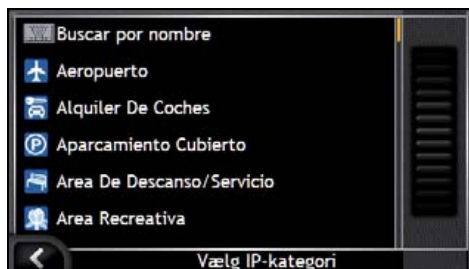 Buscar por nombre
Aeropuerto
Alquiler De Coches
P Aparcamiento Cubierto
Area De Descanso/Servicio
Area Recreativa
Vælg IP-kategori